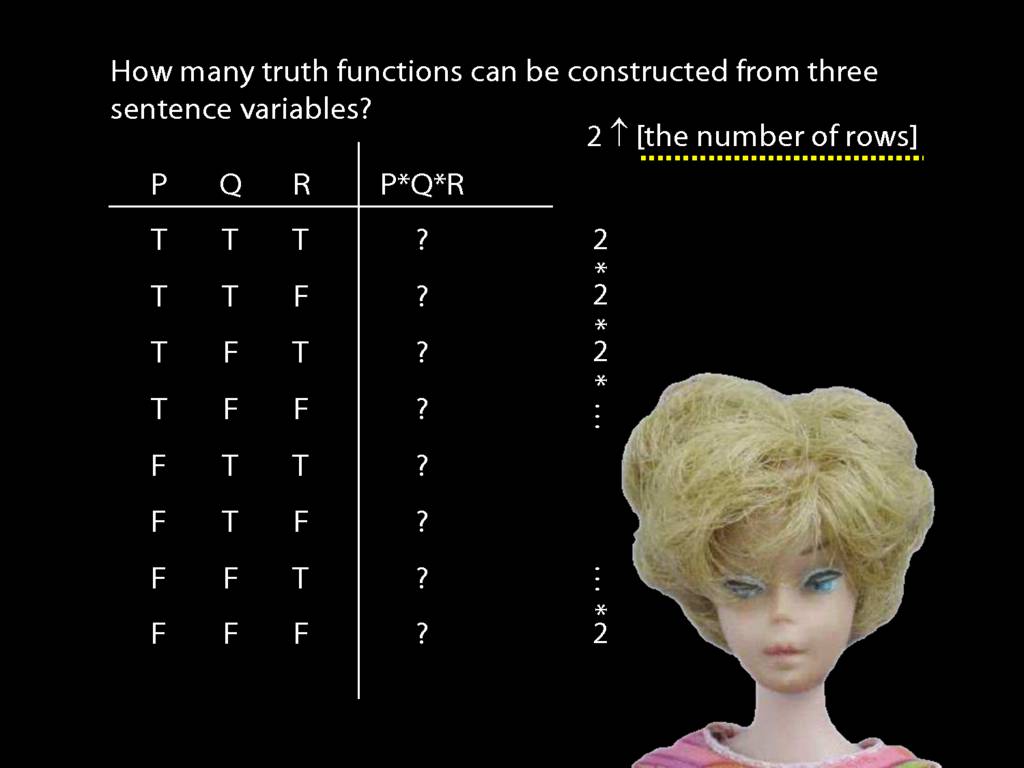 How many truth functions can be constructed from three
sentence variables?
2 ↑ [the number of rows]
P Q R P*Q*R
T T T ? 2
*
T T F ? 2
*
T F T ? 2
*
T F F ? ...
F T T ?
F T F ?
F F T ? ...
*
F F F ? 2